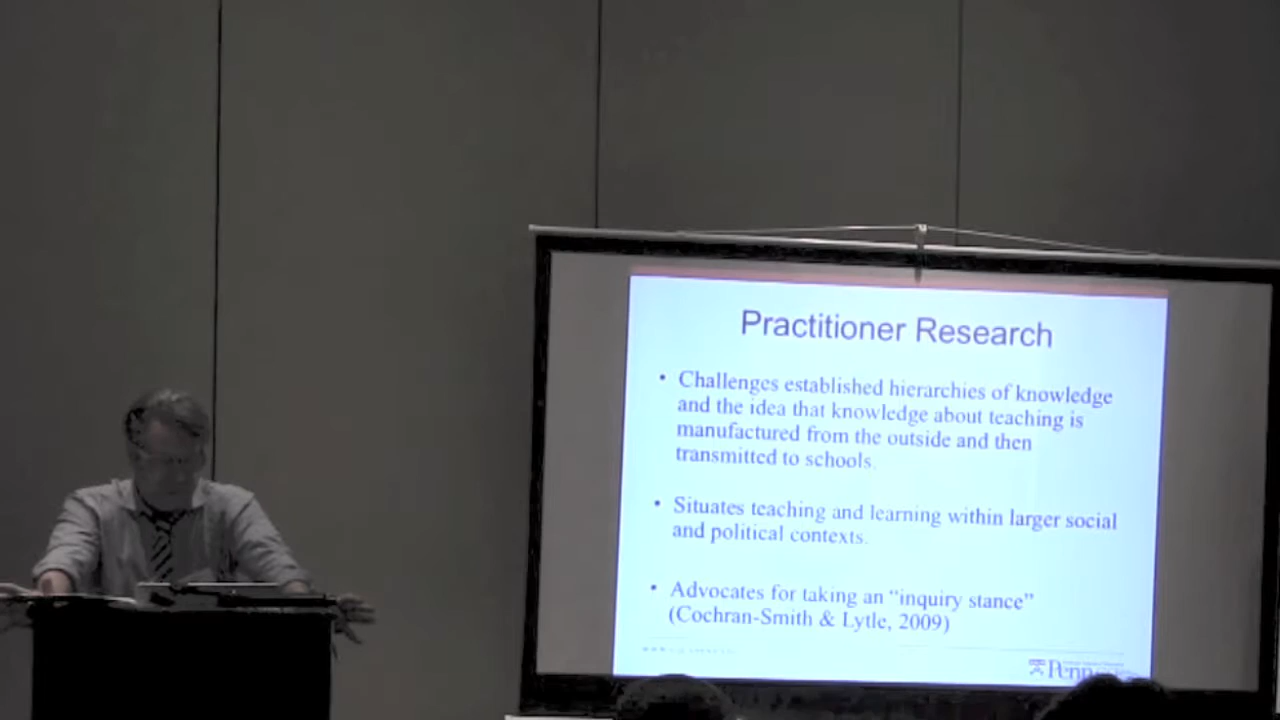 Practitioner Research
• Challenges established hierarchies of knowledge
and the idea that knowledge about teaching is
manufactured from the outside and then
transmitted to schools.
• Situates teaching and learning within larger social
and political contexts.
• Advocates for taking an “inquiry stance”
(Cochran-Smith & Lytle, 2009)
Penn